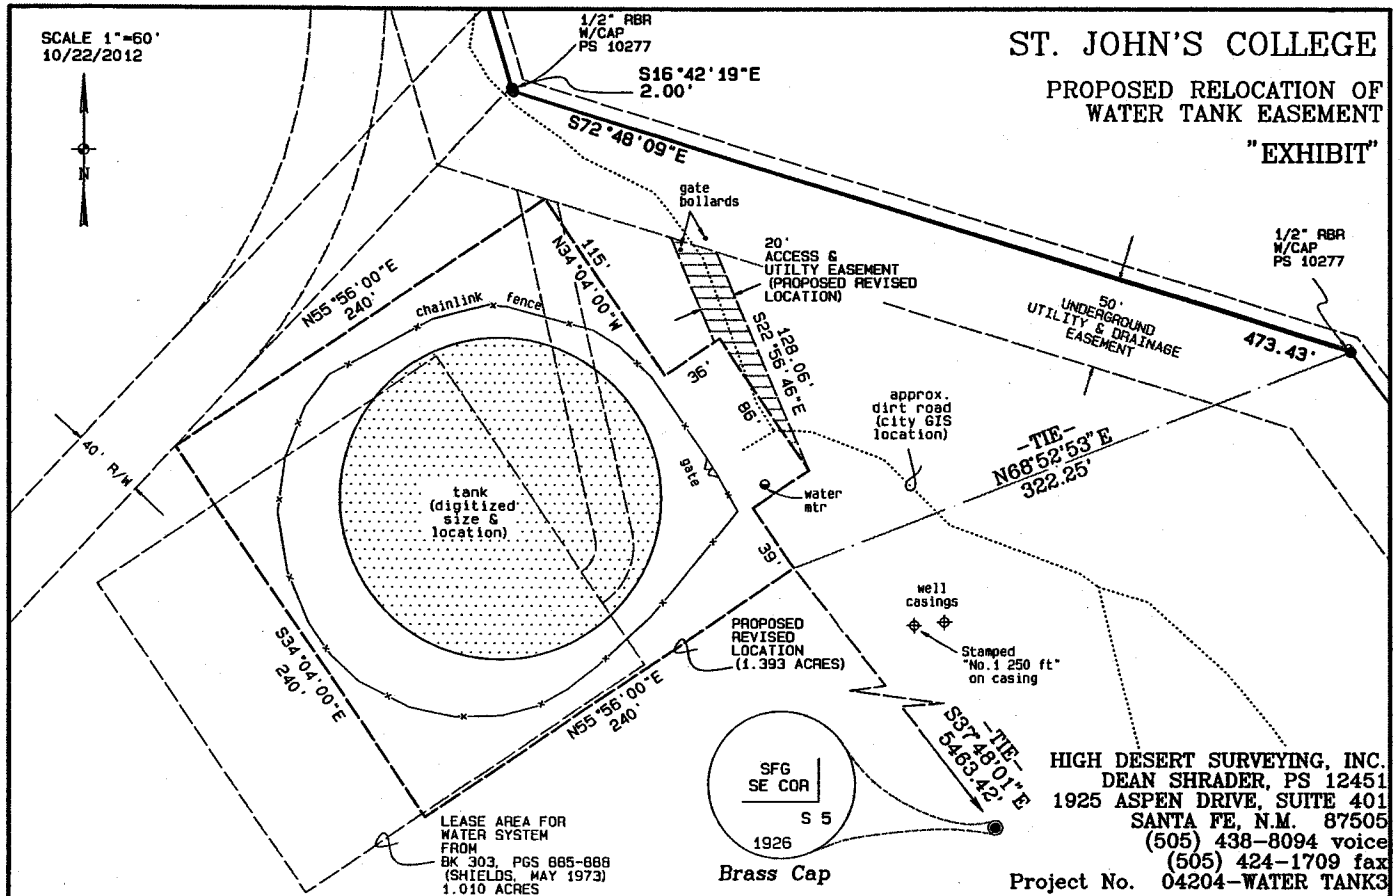 SCALE 1"=60'
10/22/2012
N
1/2" RBR
W/CAP
PS 10277
S16°42'19"E
2.00'
S72°48'09"E
473.43'
ST. JOHN'S COLLEGE
PROPOSED RELOCATION OF
WATER TANK EASEMENT
"EXHIBIT"
1/2" RBR
W/CAP
PS 10277
gate
bollards
20'
ACCESS &
UTILTY EASEMENT
(PROPOSED REVISED
LOCATION)
50'
UNDERGROUND
UTILITY & DRAINAGE
EASEMENT
N55°56'00"E
240'
115'
N34°04'00"W
chainlink fence
128.06'
S22°56'46"E
36'
86'
approx.
dirt road
(city GIS
location)
-TIE-
N68°52'53"E
322.25'
40' R/W
gate
water
mtr
tank
(digitized
size &
location)
39'
well
casings
Stamped
"No.1 250 ft"
on casing
PROPOSED
REVISED
LOCATION
(1.393 ACRES)
S34°04'00"E
240'
N55°56'00"E
240'
-TIE-
S37°48'01"E
5463.42'
SFG
SE COR
S 5
1926
Brass Cap
LEASE AREA FOR
WATER SYSTEM
FROM
BK 303, PGS 885-888
(SHIELDS, MAY 1973)
1.010 ACRES
HIGH DESERT SURVEYING, INC.
DEAN SHRADER, PS 12451
1925 ASPEN DRIVE, SUITE 401
SANTA FE, N.M. 87505
(505) 438-8094 voice
(505) 424-1709 fax
Project No. 04204-WATER TANK3